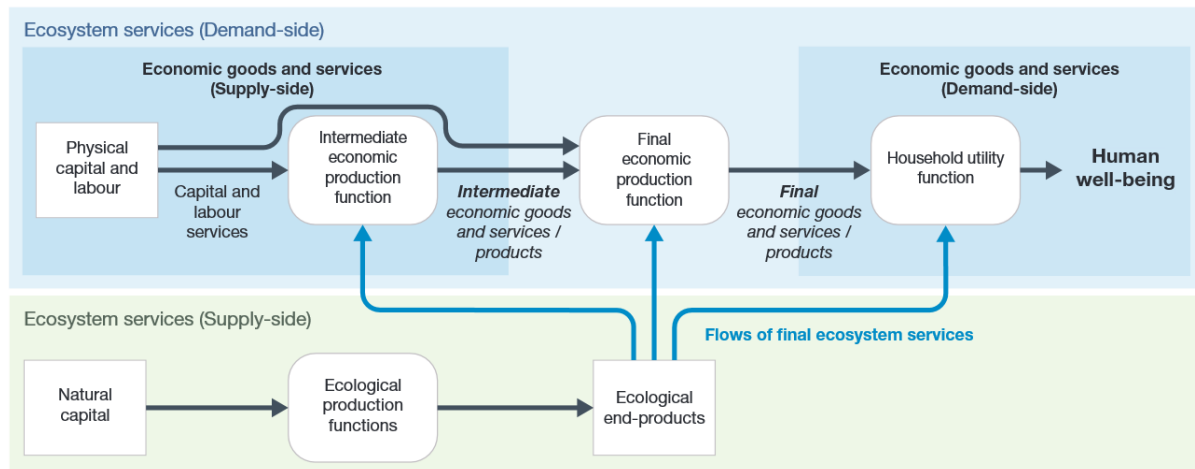 Ecosystem services (Demand-side)
Economic goods and services
(Supply-side)
Economic goods and services
(Demand-side)
Physical
capital and
labour
Capital and
labour
services
Intermediate
economic
production
function
Intermediate
economic goods
and services /
products
Final
economic
production
function
Final
economic goods
and services /
products
Household utility
function
Human
well-being
Ecosystem services (Supply-side)
Flows of final ecosystem services
Natural
capital
Ecological
production
functions
Ecological
end-products